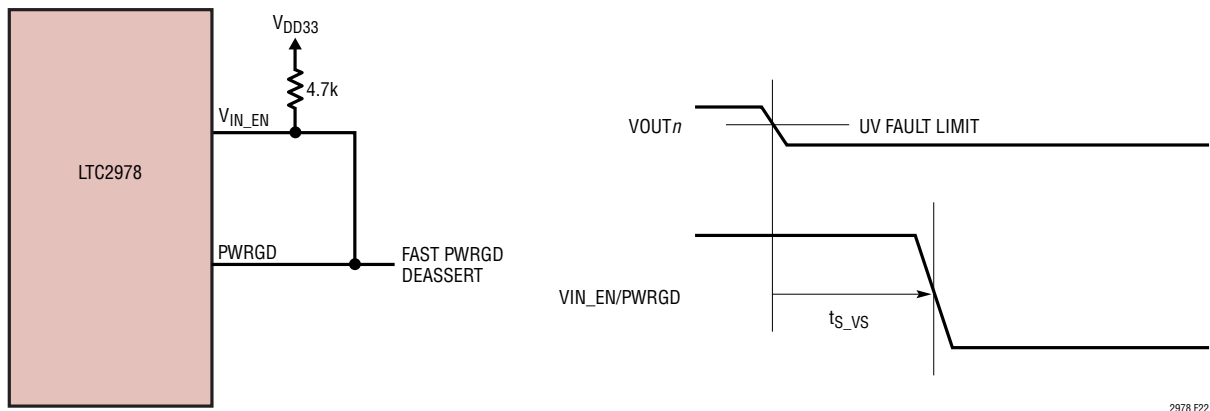 V_DD33
4.7k
V_IN_EN
LTC2978
PWRGD
FAST PWRGD
DEASSERT
VOUTn
UV FAULT LIMIT
VIN_EN/PWRGD
t_S_VS
2978 F22